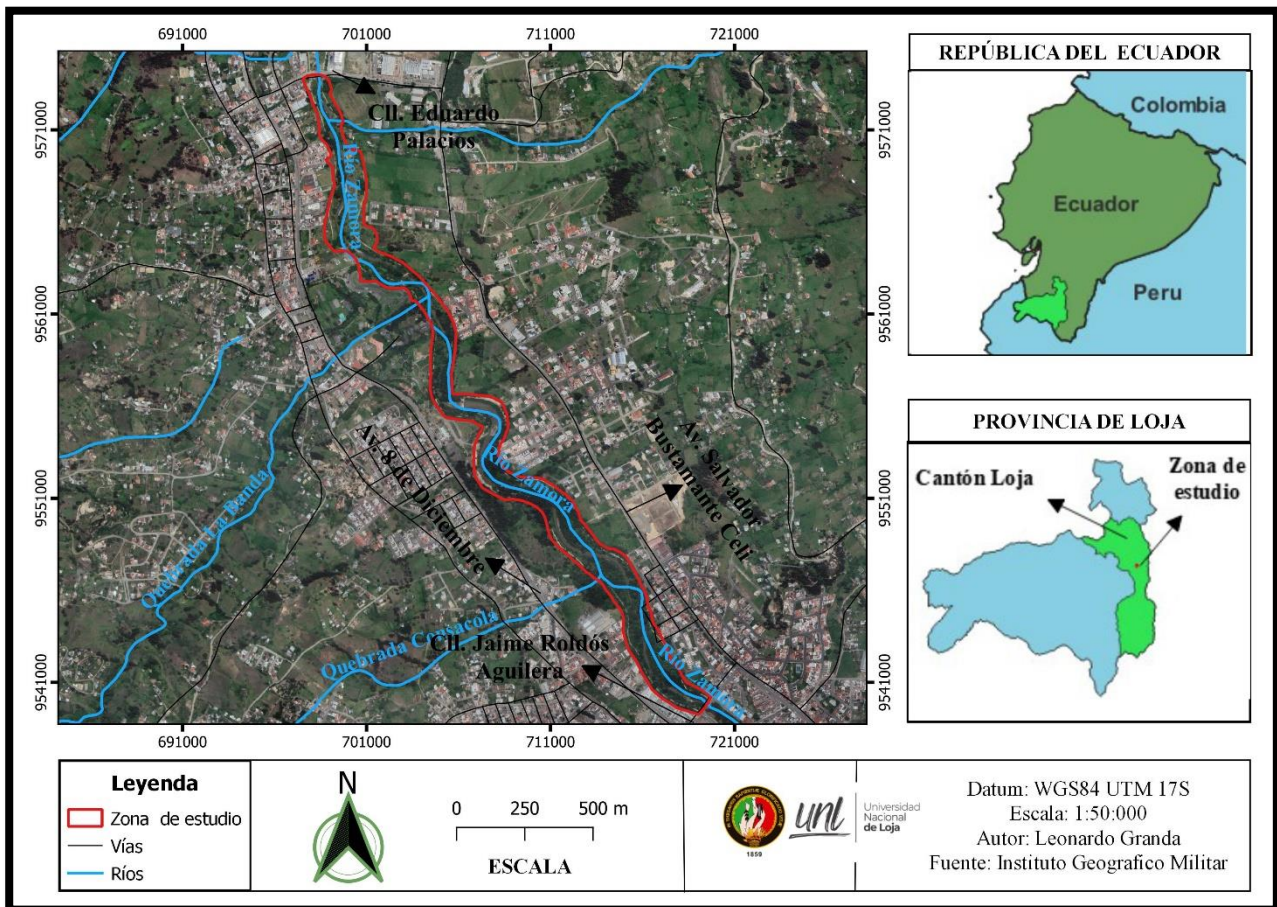 691000
701000
711000
721000
9571000
9561000
9551000
9541000
9571000
9561000
9551000
9541000
691000
701000
711000
721000
Cll. Eduardo
Palacios
Río Zamora
Av. Salvador
Bustamante Celi
Río Zamora
Av. 8 de Diciembre
Quebrada La Banda
Quebrada Consacola
Cll. Jaime Roldós
Aguilera
Río Zamora
REPÚBLICA DEL ECUADOR
Colombia
Ecuador
Peru
PROVINCIA DE LOJA
Cantón Loja
Zona de
estudio
Leyenda
Zona de estudio
Vías
Ríos
N
0 250 500 m
ESCALA
1859
unl
Universidad
Nacional
de Loja
Datum: WGS84 UTM 17S
Escala: 1:50:000
Autor: Leonardo Granda
Fuente: Instituto Geografico Militar